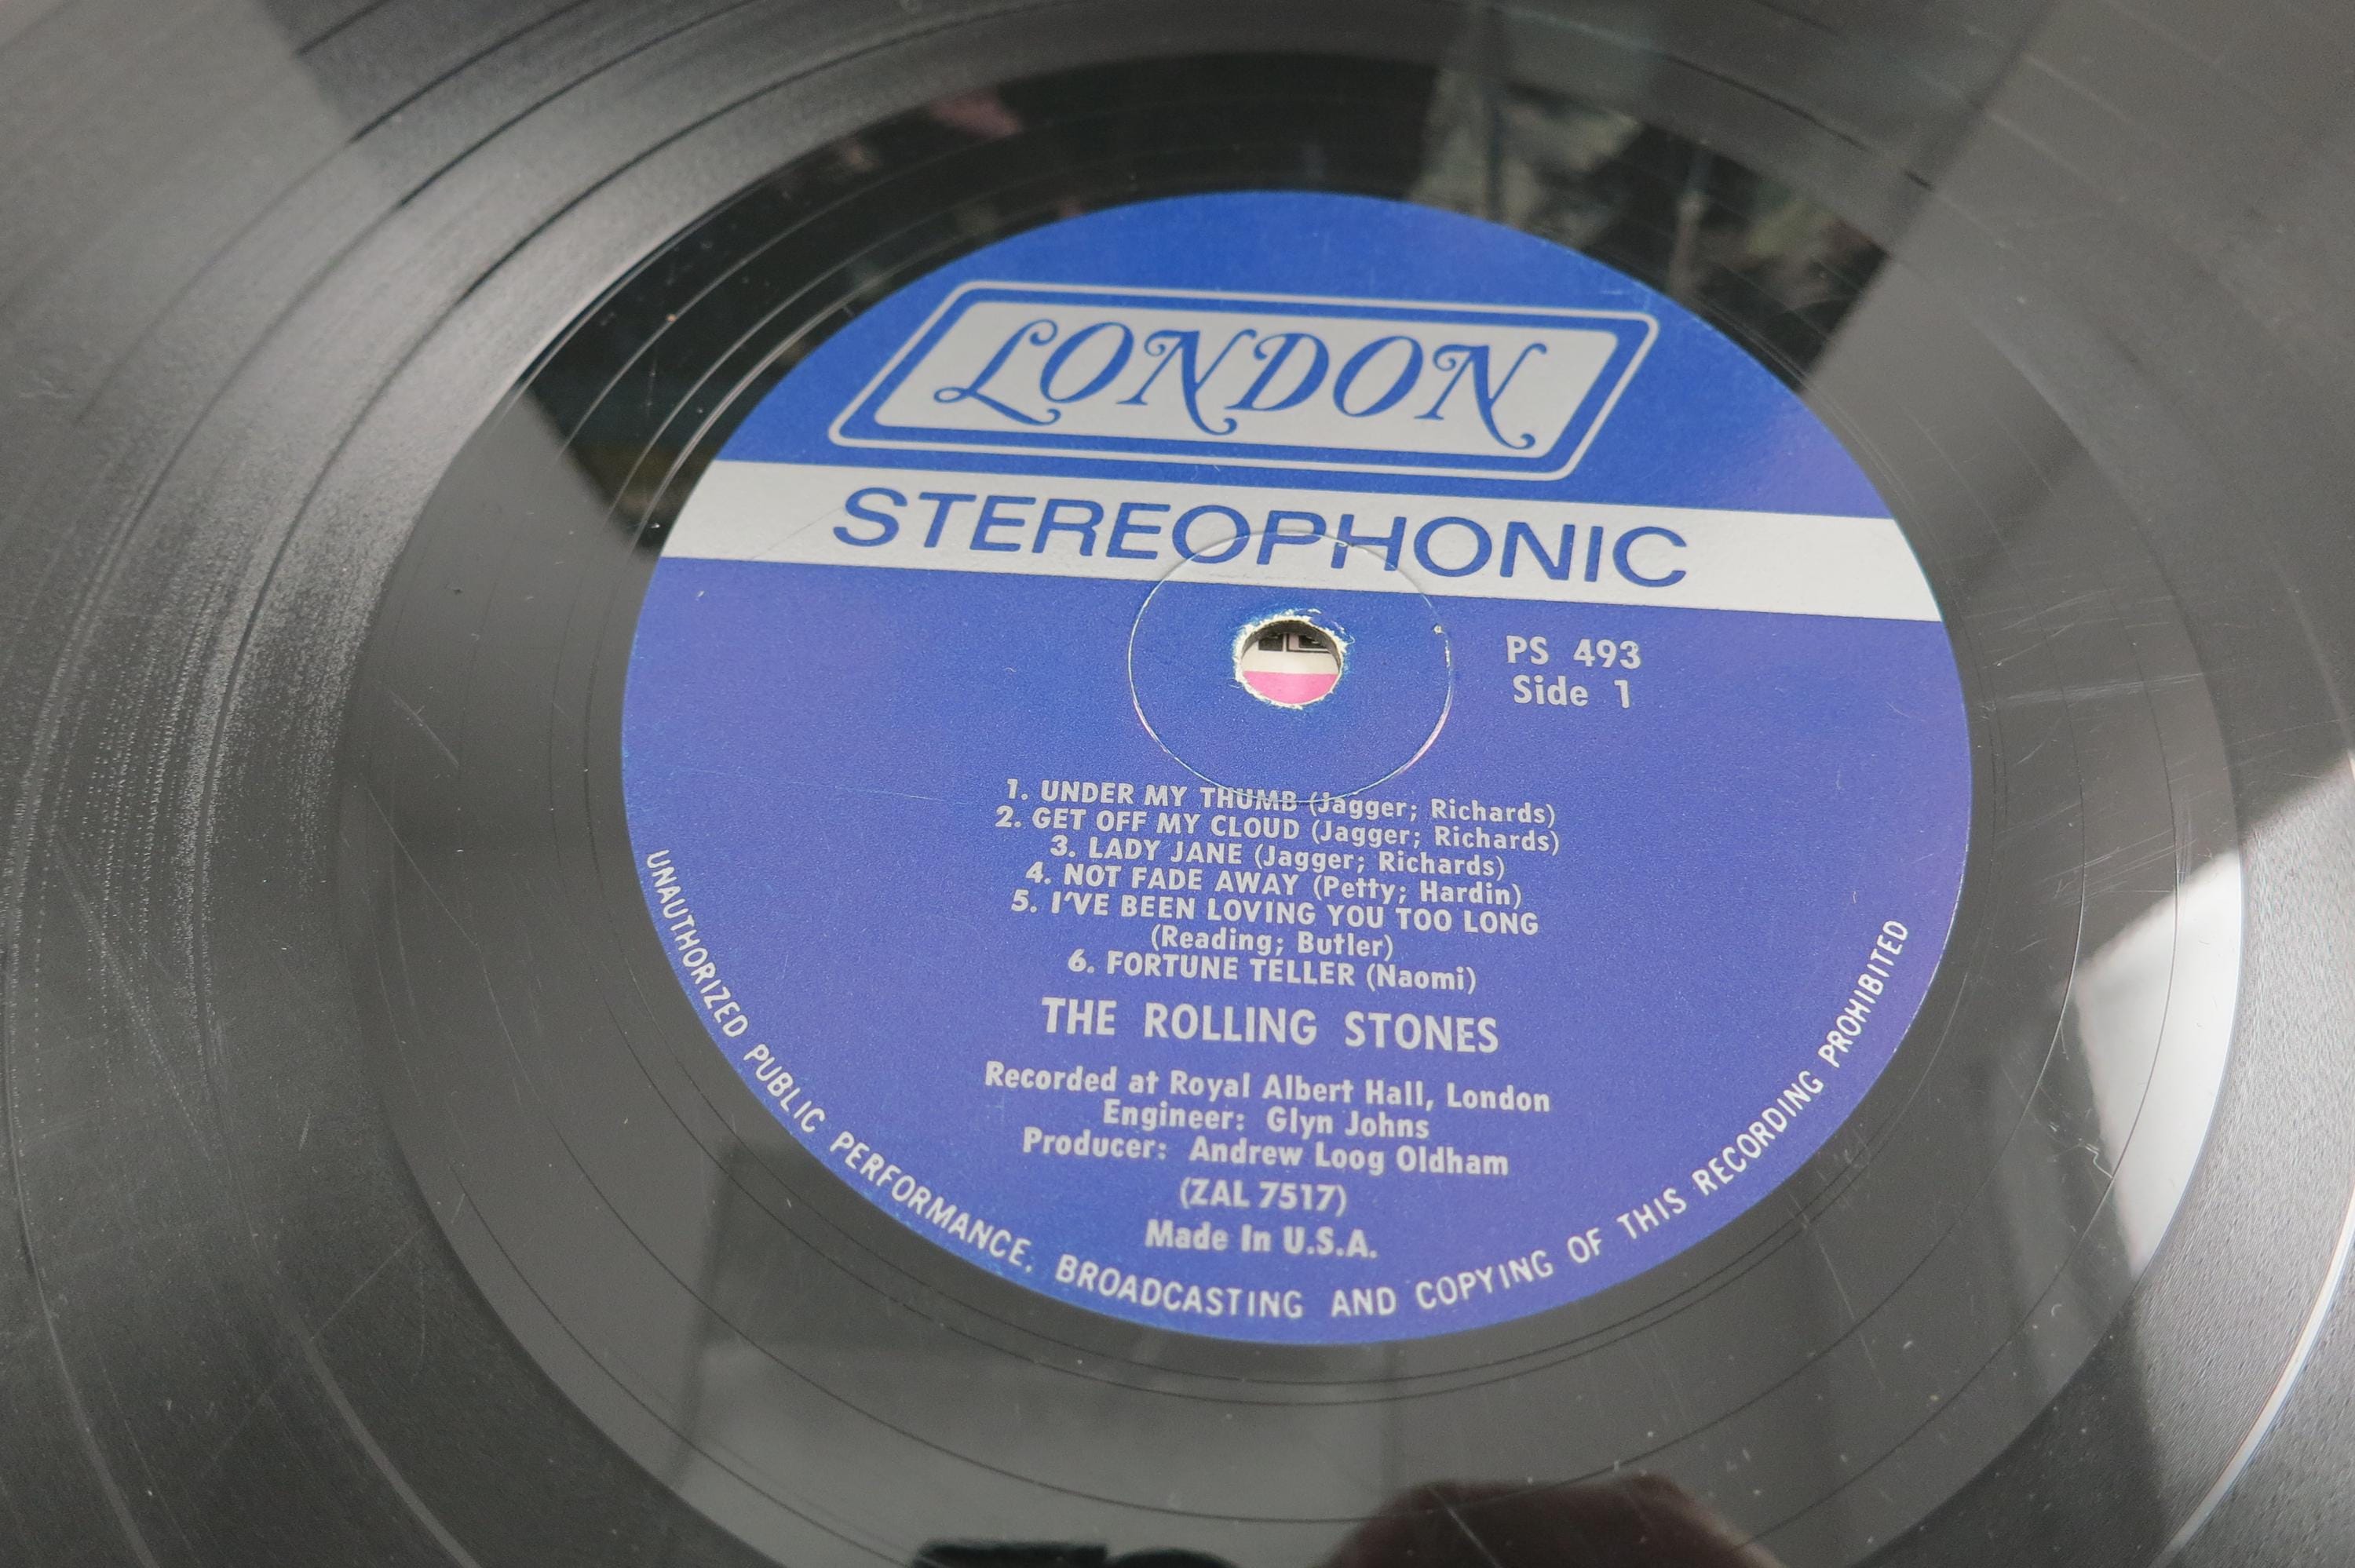 LONDON
STEREOPHONIC
PS 493
Side 1
1. UNDER MY THUMB (Jagger; Richards)
2. GET OFF MY CLOUD (Jagger; Richards)
3. LADY JANE (Jagger; Richards)
4. NOT FADE AWAY (Petty; Hardin)
5. I'VE BEEN LOVING YOU TOO LONG
(Reading; Butler)
6. FORTUNE TELLER (Naomi)
THE ROLLING STONES
Recorded at Royal Albert Hall, London
Engineer: Glyn Johns
Producer: Andrew Loog Oldham
(ZAL 7517)
Made In U.S.A.
UNAUTHORIZED PUBLIC PERFORMANCE, BROADCASTING AND COPYING OF THIS RECORDING PROHIBITED